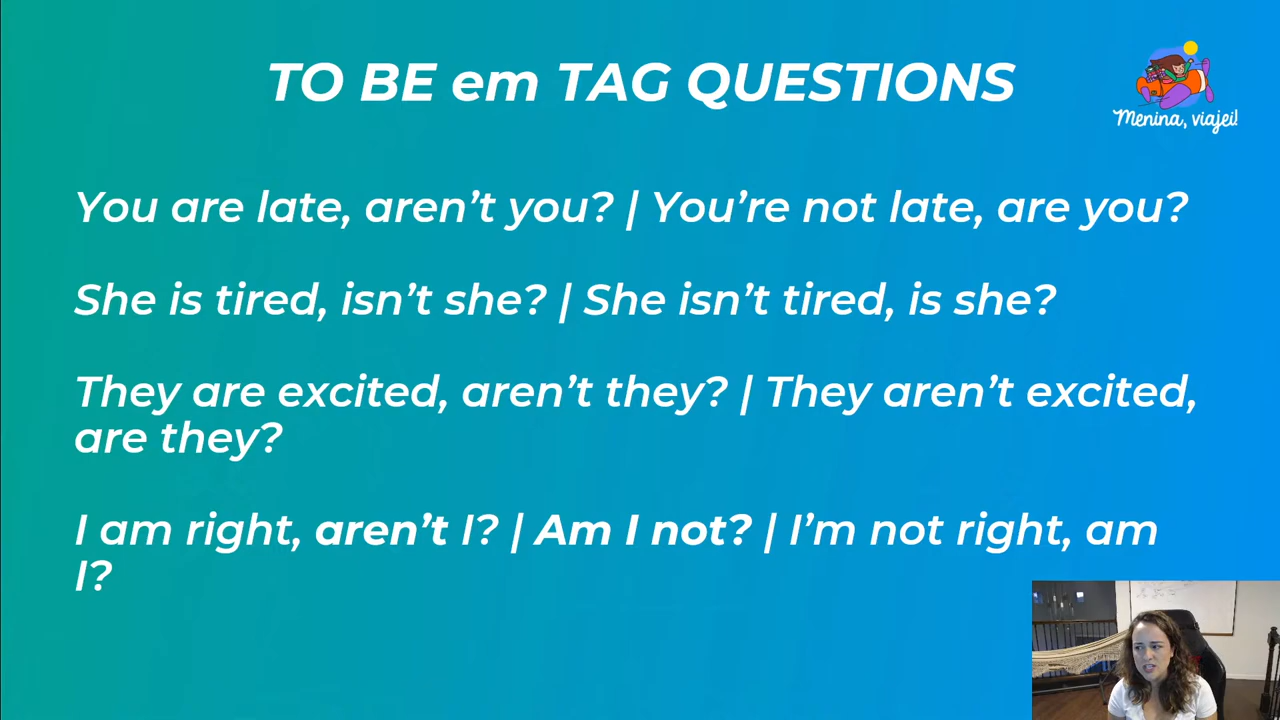 TO BE em TAG QUESTIONS
Menina, viajei!
You are late, aren’t you? | You’re not late, are you?
She is tired, isn’t she? | She isn’t tired, is she?
They are excited, aren’t they? | They aren’t excited,
are they?
I am right, aren’t I? | Am I not? | I’m not right, am
I?